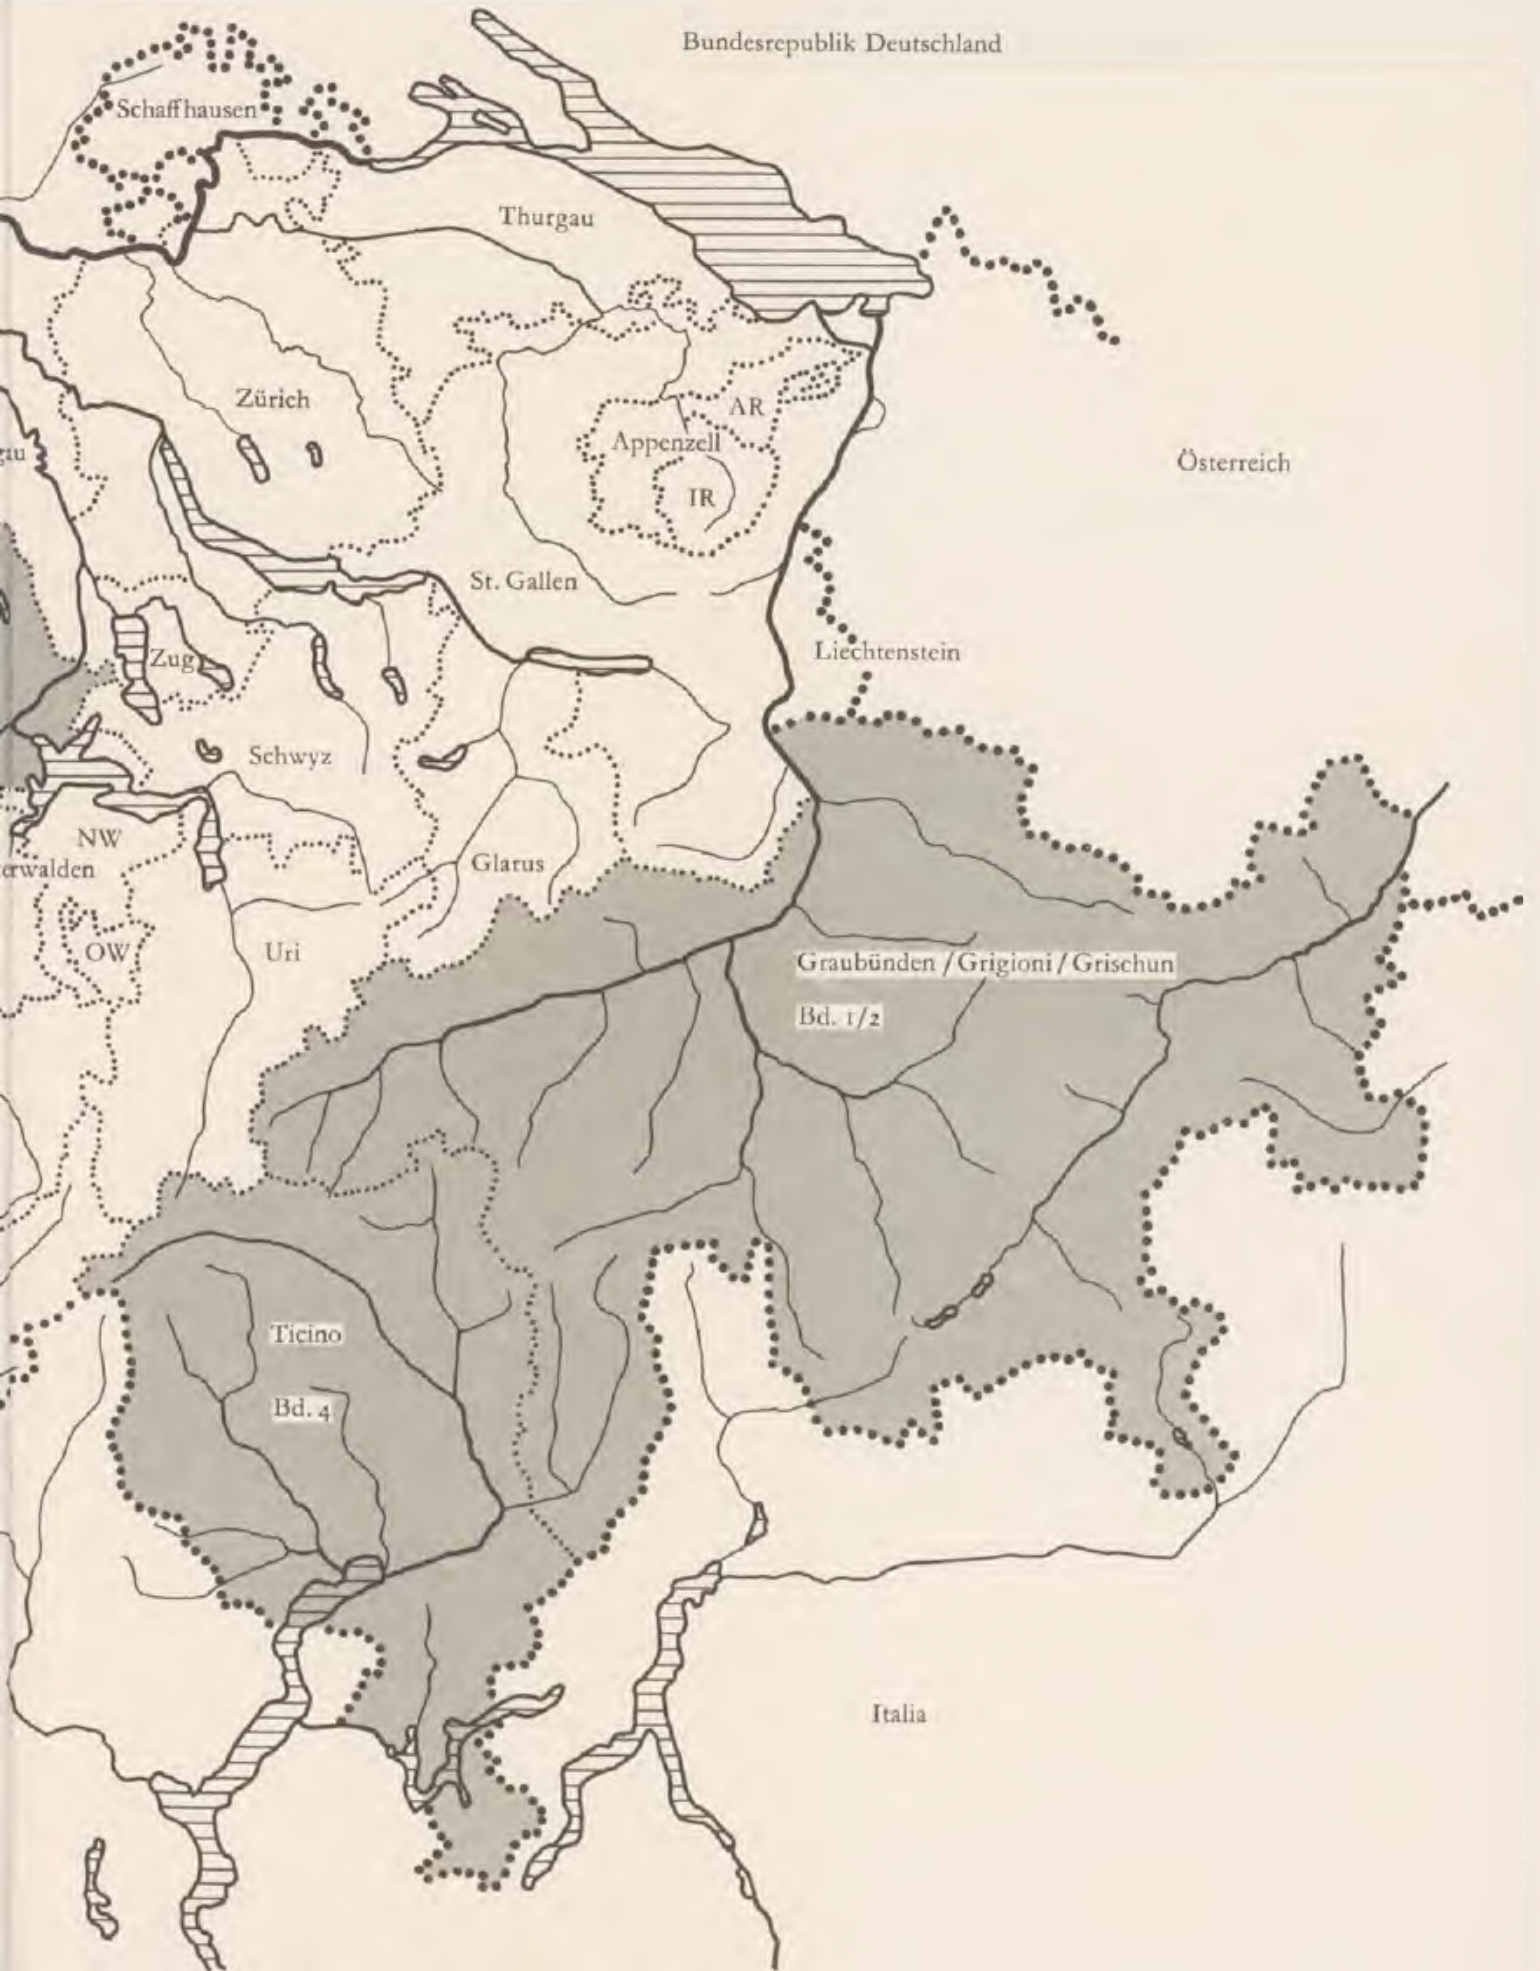 Bundesrepublik Deutschland
Schaffhausen
Thurgau
Zürich
AR
Appenzell
IR
Österreich
St. Gallen
Liechtenstein
Zug
Schwyz
NW
Glarus
OW
Uri
Graubünden / Grigioni / Grischun
Bd. 1/2
Ticino
Bd. 4
Italia